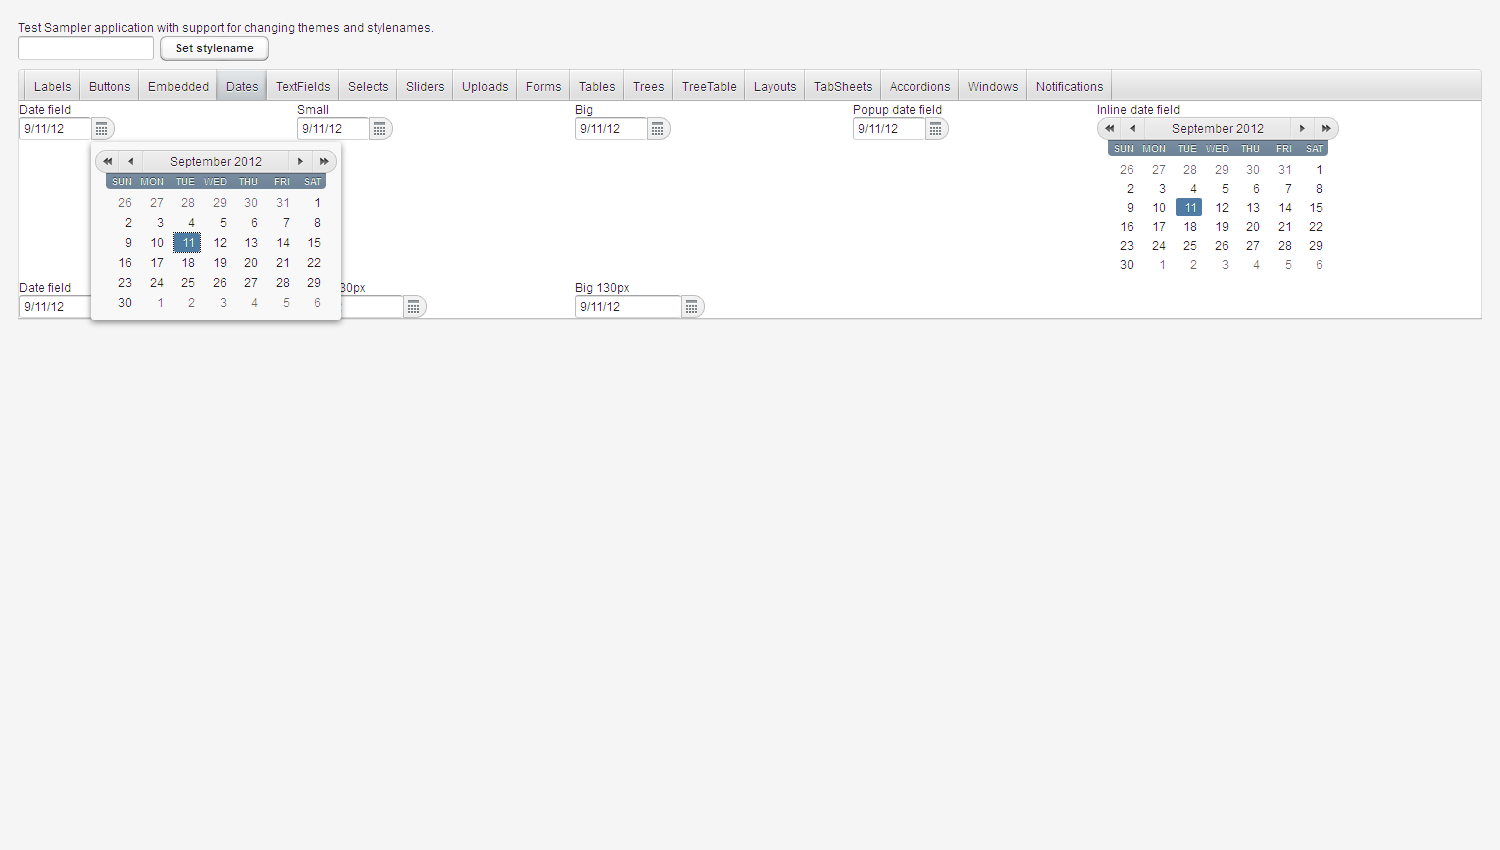 Test Sampler application with support for changing themes and stylenames.
Set stylename
Labels Buttons Embedded Dates TextFields Selects Sliders Uploads Forms Tables Trees TreeTable Layouts TabSheets Accordions Windows Notifications
Date field Small Big Popup date field Inline date field
9/11/12 9/11/12 9/11/12 9/11/12
September 2012
SUN MON TUE WED THU FRI SAT
26 27 28 29 30 31 1
2 3 4 5 6 7 8
9 10 11 12 13 14 15
16 17 18 19 20 21 22
23 24 25 26 27 28 29
30 1 2 3 4 5 6
September 2012
SUN MON TUE WED THU FRI SAT
26 27 28 29 30 31 1
2 3 4 5 6 7 8
9 10 11 12 13 14 15
16 17 18 19 20 21 22
23 24 25 26 27 28 29
30 1 2 3 4 5 6
Date field 30px Big 130px
9/11/12 9/11/12